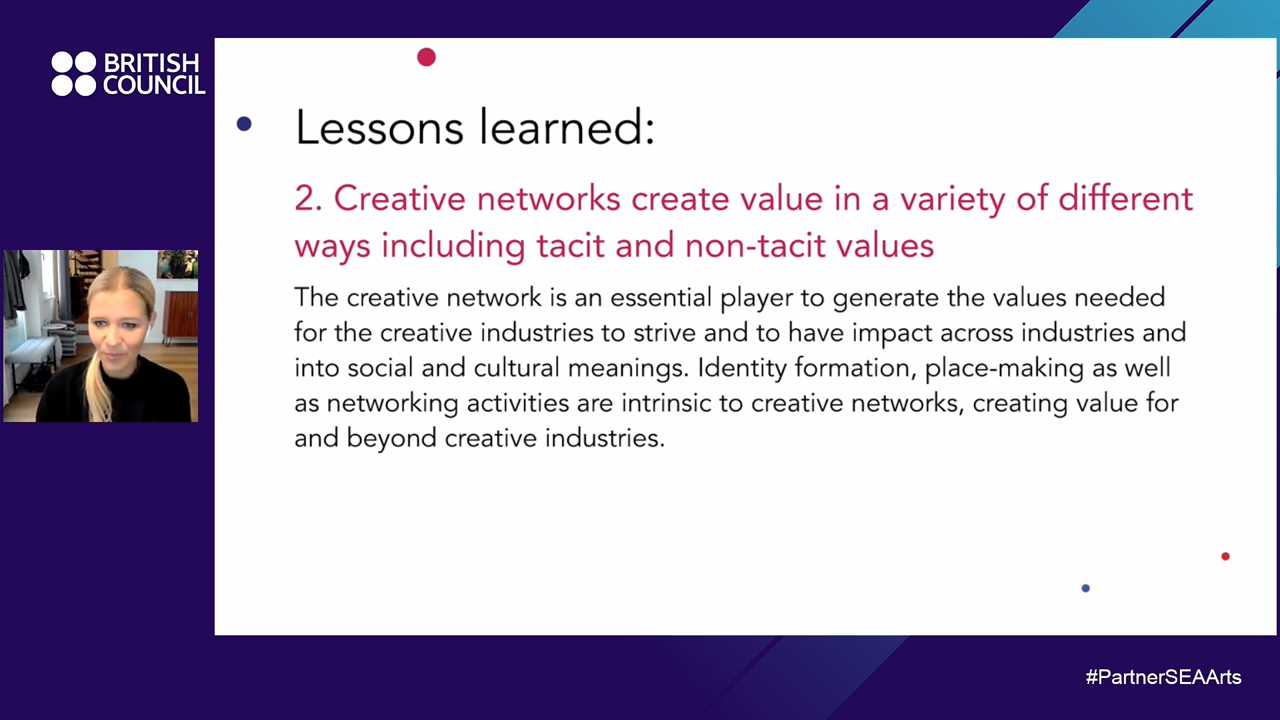 BRITISH
COUNCIL
Lessons learned:
2. Creative networks create value in a variety of different
ways including tacit and non-tacit values
The creative network is an essential player to generate the values needed
for the creative industries to strive and to have impact across industries and
into social and cultural meanings. Identity formation, place-making as well
as networking activities are intrinsic to creative networks, creating value for
and beyond creative industries.
#PartnerSEAArts